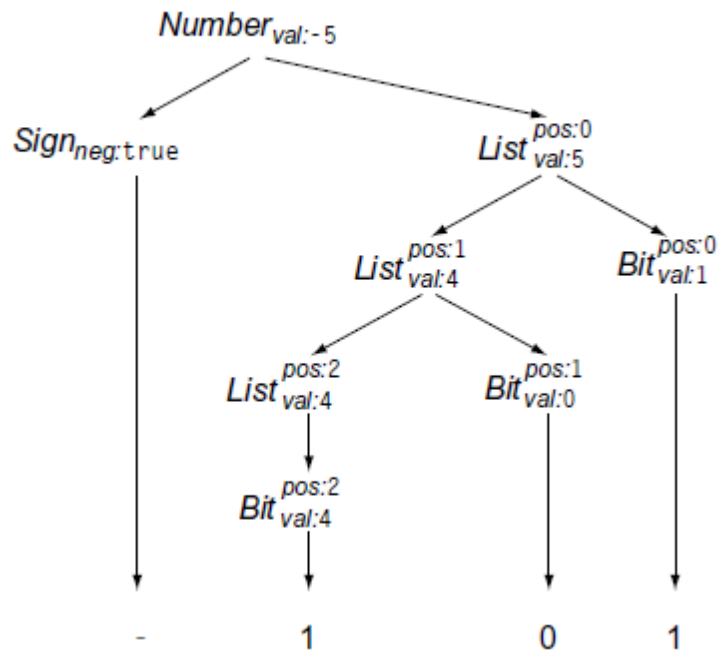 Number val:-5
Sign neg:true List pos:0 val:5
List pos:1 val:4 Bit pos:0 val:1
List pos:2 val:4 Bit pos:1 val:0
Bit pos:2 val:4
- 1 0 1